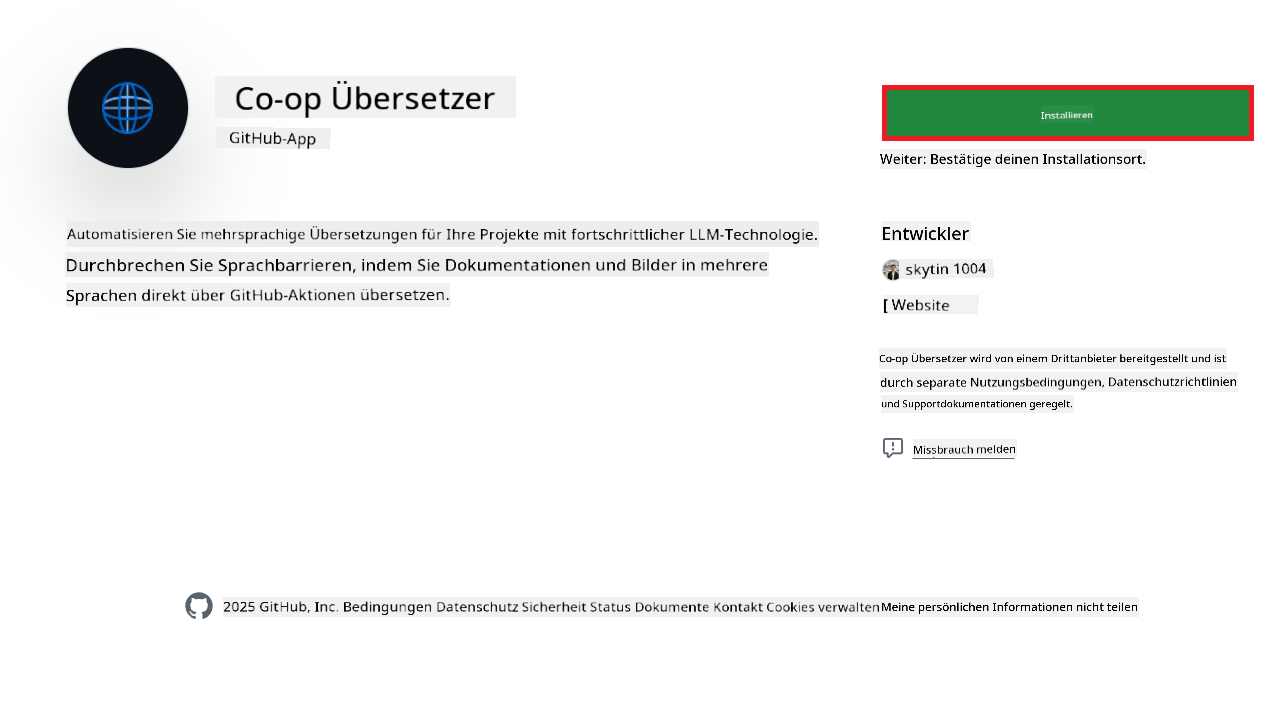 Co-op Übersetzer
GitHub-App
Installieren
Weiter: Bestätige deinen Installationsort.
Automatisieren Sie mehrsprachige Übersetzungen für Ihre Projekte mit fortschrittlicher LLM-Technologie.
Durchbrechen Sie Sprachbarrieren, indem Sie Dokumentationen und Bilder in mehrere
Sprachen direkt über GitHub-Aktionen übersetzen.
Entwickler
skytin 1004
[ Website
Co-op Übersetzer wird von einem Drittanbieter bereitgestellt und ist
durch separate Nutzungsbedingungen, Datenschutzrichtlinien
und Supportdokumentationen geregelt.
Missbrauch melden
2025 GitHub, Inc. Bedingungen Datenschutz Sicherheit Status Dokumente Kontakt Cookies verwalten Meine persönlichen Informationen nicht teilen